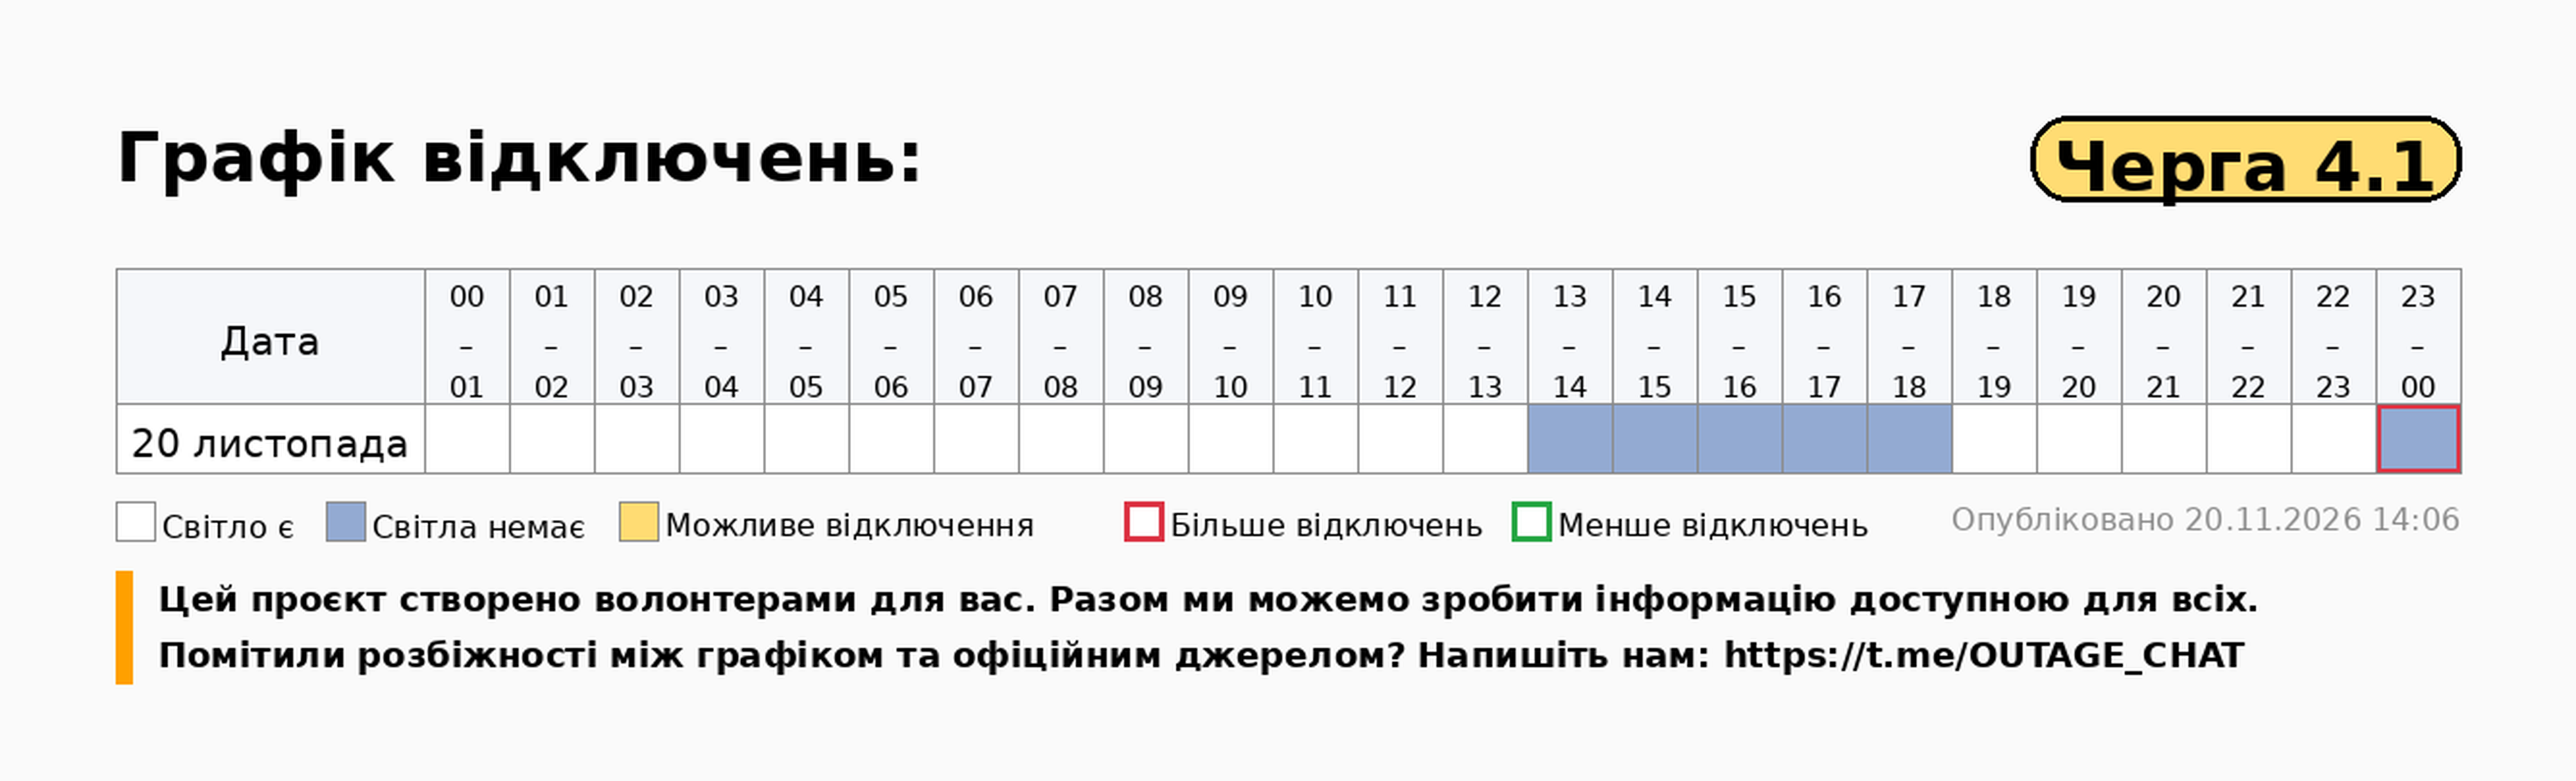 Графік відключень:
Черга 4.1
Дата
00 – 01
01 – 02
02 – 03
03 – 04
04 – 05
05 – 06
06 – 07
07 – 08
08 – 09
09 – 10
10 – 11
11 – 12
12 – 13
13 – 14
14 – 15
15 – 16
16 – 17
17 – 18
18 – 19
19 – 20
20 – 21
21 – 22
22 – 23
23 – 00
20 листопада
Світло є
Світла немає
Можливе відключення
Більше відключень
Менше відключень
Опубліковано 20.11.2026 14:06
Цей проєкт створено волонтерами для вас. Разом ми можемо зробити інформацію доступною для всіх.
Помітили розбіжності між графіком та офіційним джерелом? Напишіть нам: https://t.me/OUTAGE_CHAT